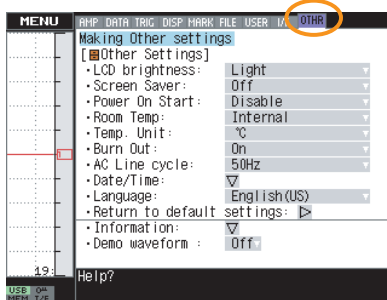 MENU AMP DATA TRIG DISP MARK FILE USER I/F OTHR
Making Other settings
[Other Settings]
・LCD brightness: Light
・Screen Saver: Off
・Power On Start: Disable
・Room Temp: Internal
・Temp. Unit: ℃
・Burn Out: On
・AC Line cycle: 50Hz
・Date/Time: ▽
・Language: English(US)
・Return to default settings: ▷
・Information: ▽
・Demo waveform : Off
19:
Help?
USB
MEM I/F